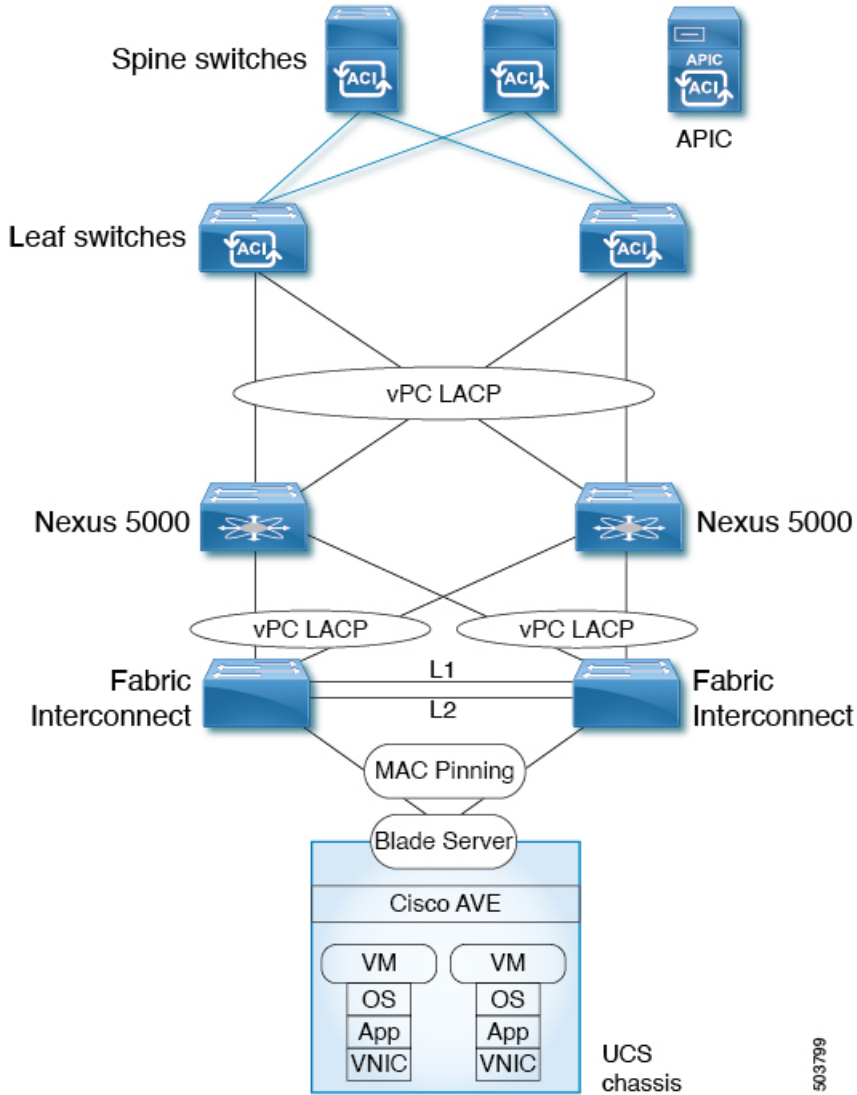 Spine switches
ACI
ACI
APIC
ACI
APIC
Leaf switches
ACI
ACI
vPC LACP
Nexus 5000
Nexus 5000
vPC LACP
vPC LACP
Fabric
Interconnect
L1
L2
Fabric
Interconnect
MAC Pinning
Blade Server
Cisco AVE
VM
VM
OS
OS
App
App
VNIC
VNIC
UCS
chassis
503799